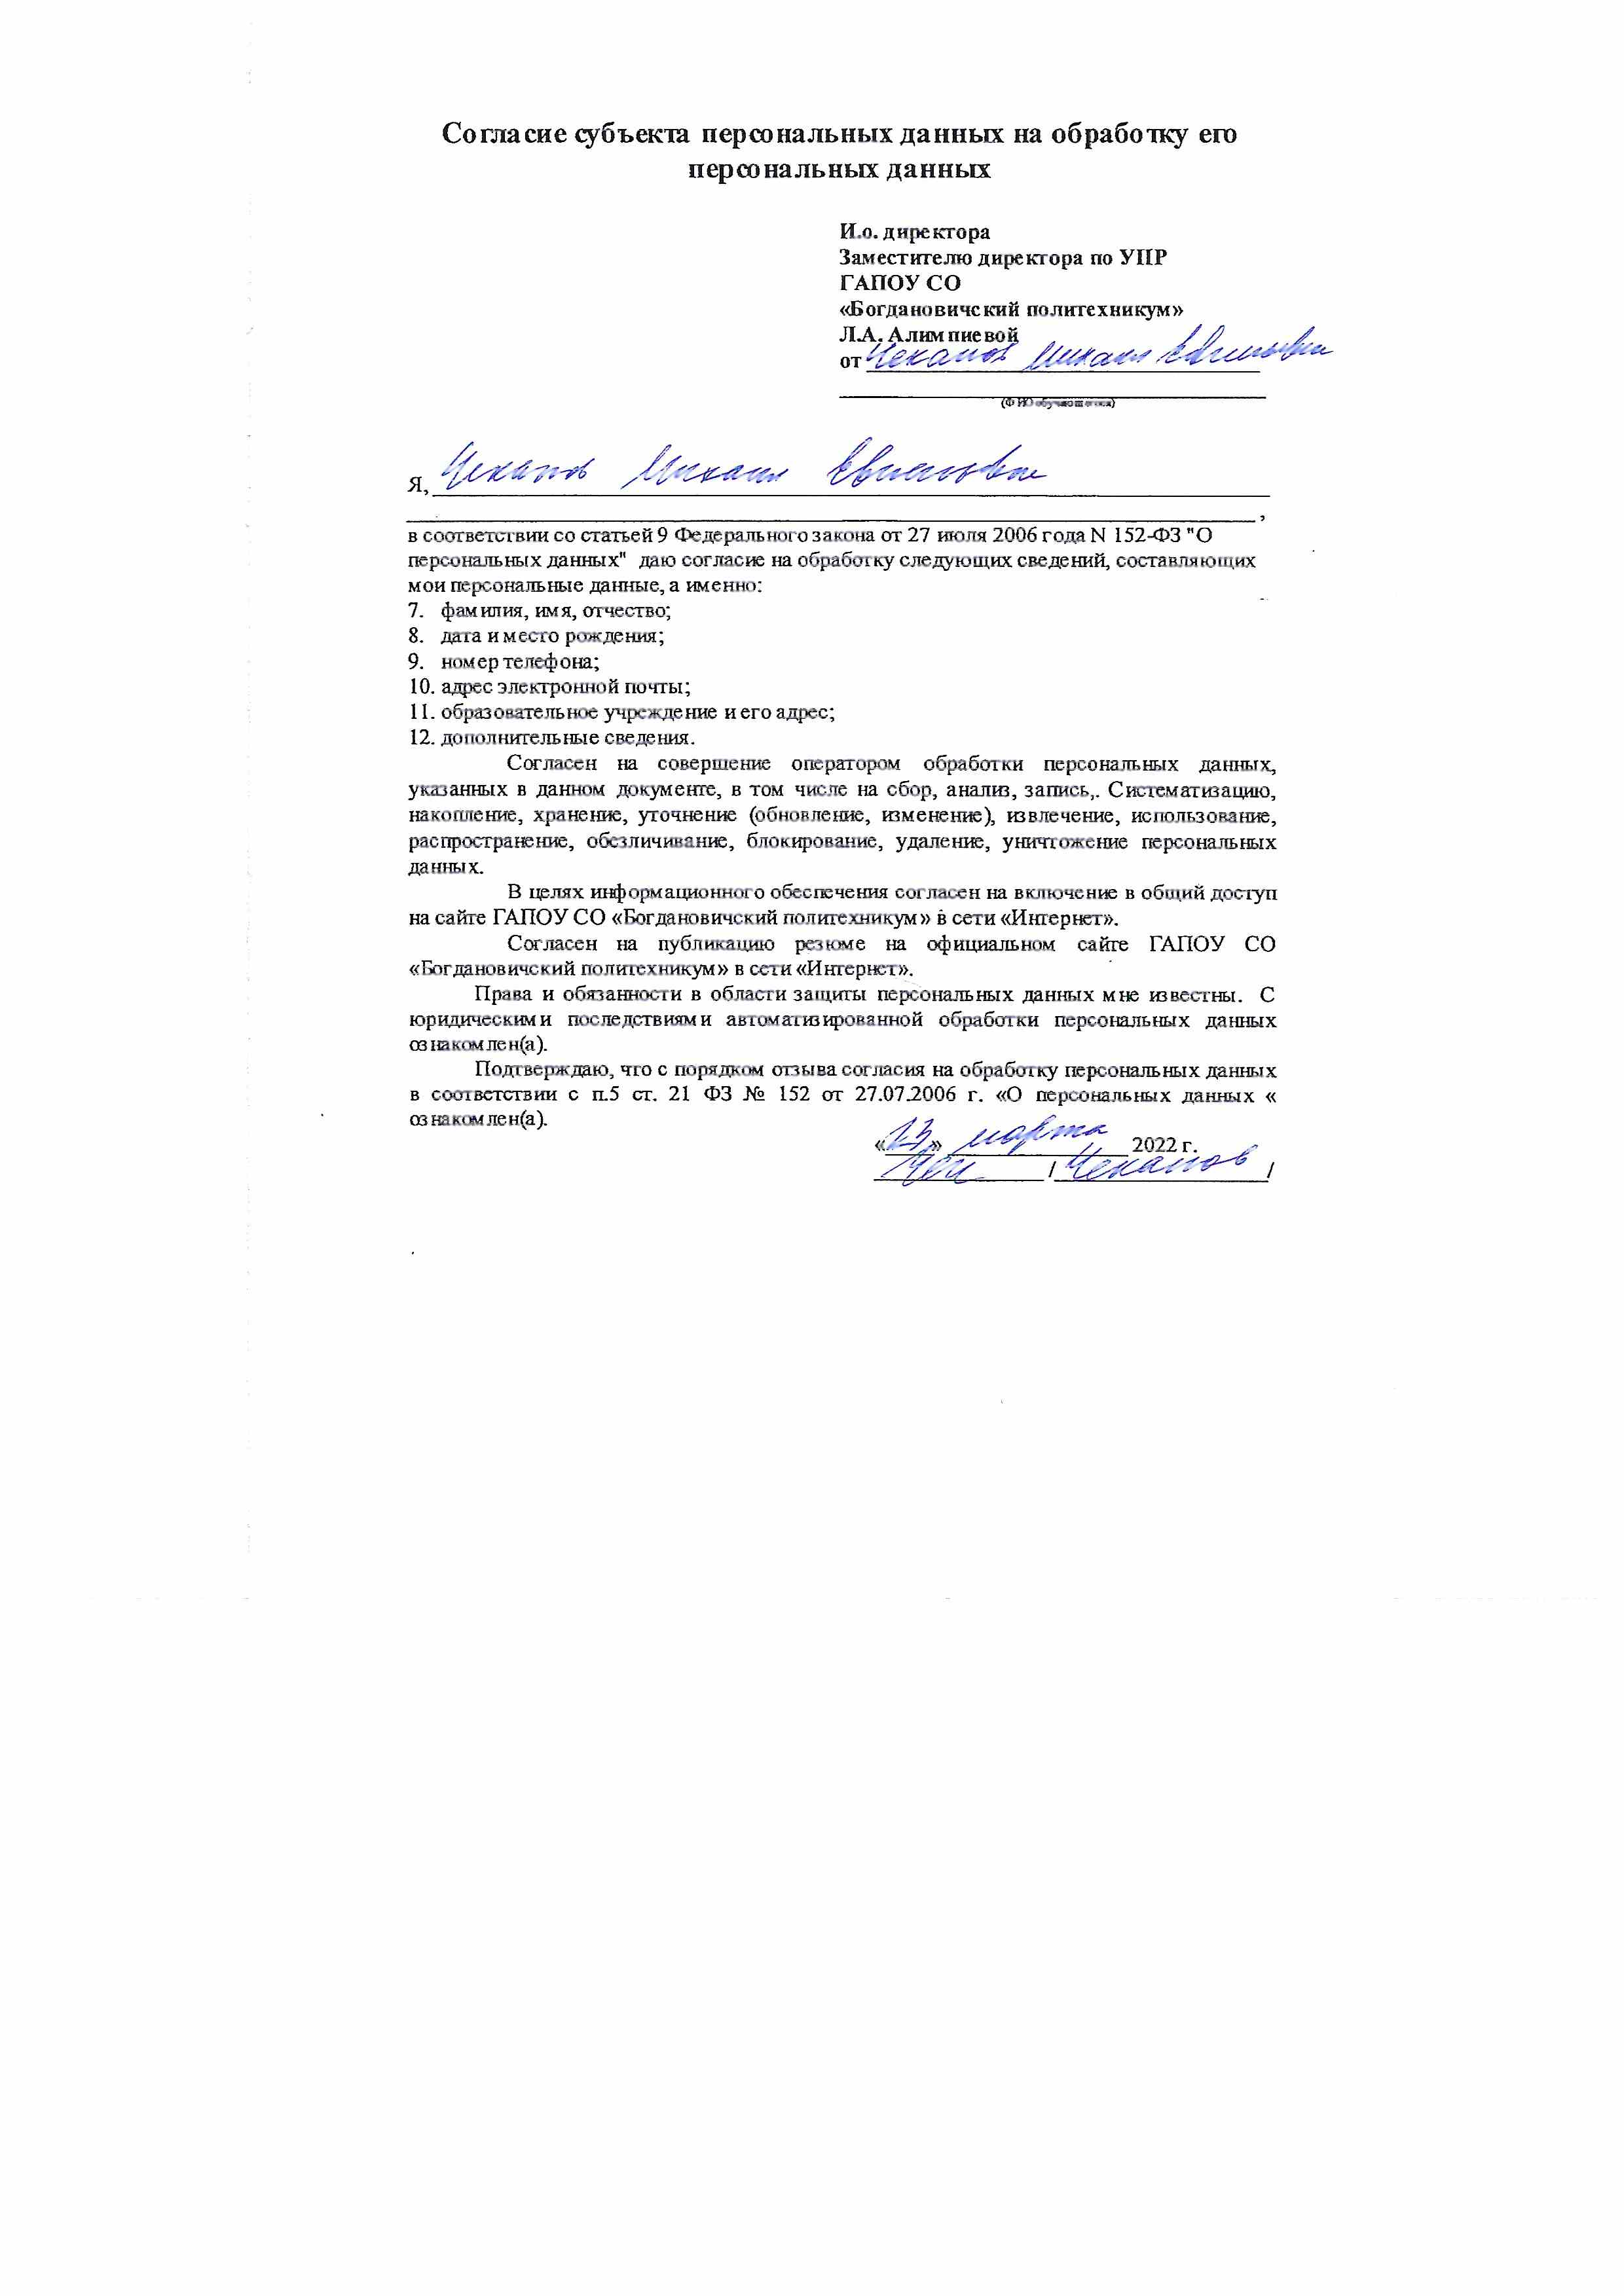 Согласие субъекта персональных данных на обработку его
персональных данных
И.о. директора
Заместителю директора по УПР
ГАПОУ СО
«Богдановичский политехникум»
Л.А. Алимпиевой
от Чеканов Михаил Евгеньевич
(ФИО обучающегося)
Я, Чеканов Михаил Евгеньевич
,
в соответствии со статьей 9 Федерального закона от 27 июля 2006 года N 152-ФЗ "О
персональных данных" даю согласие на обработку следующих сведений, составляющих
мои персональные данные, а именно:
7. фамилия, имя, отчество;
8. дата и место рождения;
9. номер телефона;
10. адрес электронной почты;
11. образовательное учреждение и его адрес;
12. дополнительные сведения.
Согласен на совершение оператором обработки персональных данных,
указанных в данном документе, в том числе на сбор, анализ, запись,. Систематизацию,
накопление, хранение, уточнение (обновление, изменение), извлечение, использование,
распространение, обезличивание, блокирование, удаление, уничтожение персональных
данных.
В целях информационного обеспечения согласен на включение в общий доступ
на сайте ГАПОУ СО «Богдановичский политехникум» в сети «Интернет».
Согласен на публикацию резюме на официальном сайте ГАПОУ СО
«Богдановичский политехникум» в сети «Интернет».
Права и обязанности в области защиты персональных данных мне известны. С
юридическими последствиями автоматизированной обработки персональных данных
ознакомлен(а).
Подтверждаю, что с порядком отзыва согласия на обработку персональных данных
в соответствии с п.5 ст. 21 ФЗ № 152 от 27.07.2006 г. «О персональных данных «
ознакомлен(а).
«23» марта 2022 г.
/ Чеканов /